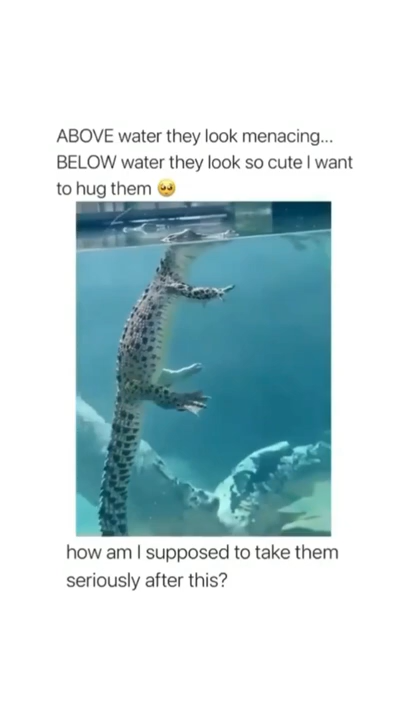 ABOVE water they look menacing...
BELOW water they look so cute I want
to hug them 🥹
how am I supposed to take them
seriously after this?